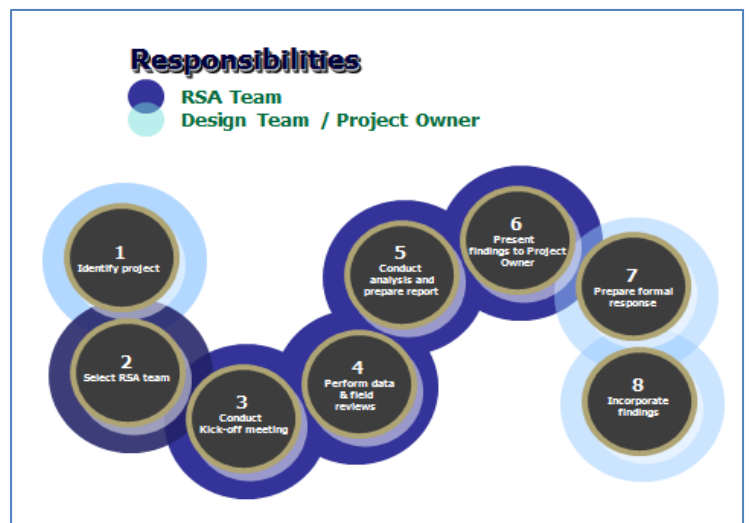 Responsibilities
RSA Team
Design Team / Project Owner
1
Identify project
2
Select RSA team
3
Conduct
Kick-off meeting
4
Perform data
& field
reviews
5
Conduct
analysis and
prepare report
6
Present
findings to Project
Owner
7
Prepare formal
response
8
Incorporate
findings